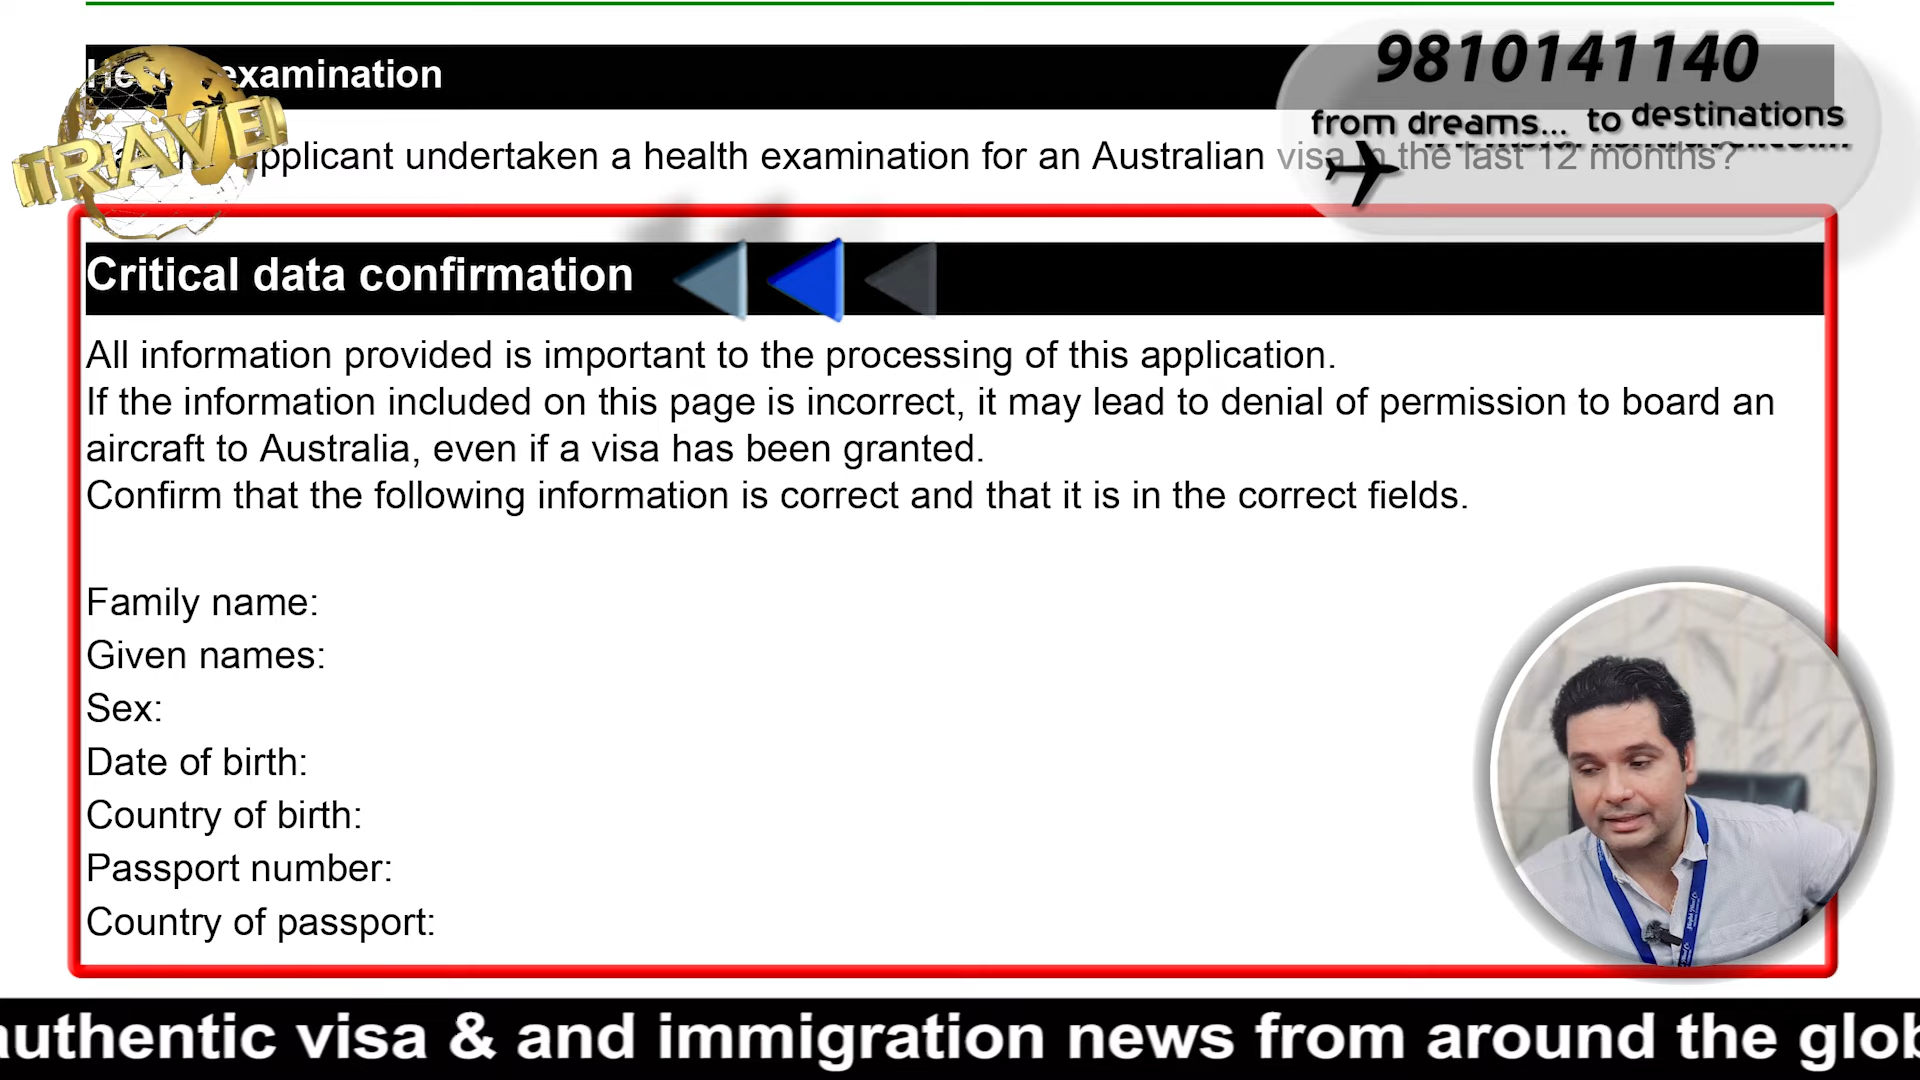 examination
9810141140
from dreams... to destinations
applicant undertaken a health examination for an Australian visa in the last 12 months?
TRAVEL
Critical data confirmation
All information provided is important to the processing of this application.
If the information included on this page is incorrect, it may lead to denial of permission to board an
aircraft to Australia, even if a visa has been granted.
Confirm that the following information is correct and that it is in the correct fields.
Family name:
Given names:
Sex:
Date of birth:
Country of birth:
Passport number:
Country of passport:
authentic visa & and immigration news from around the glob